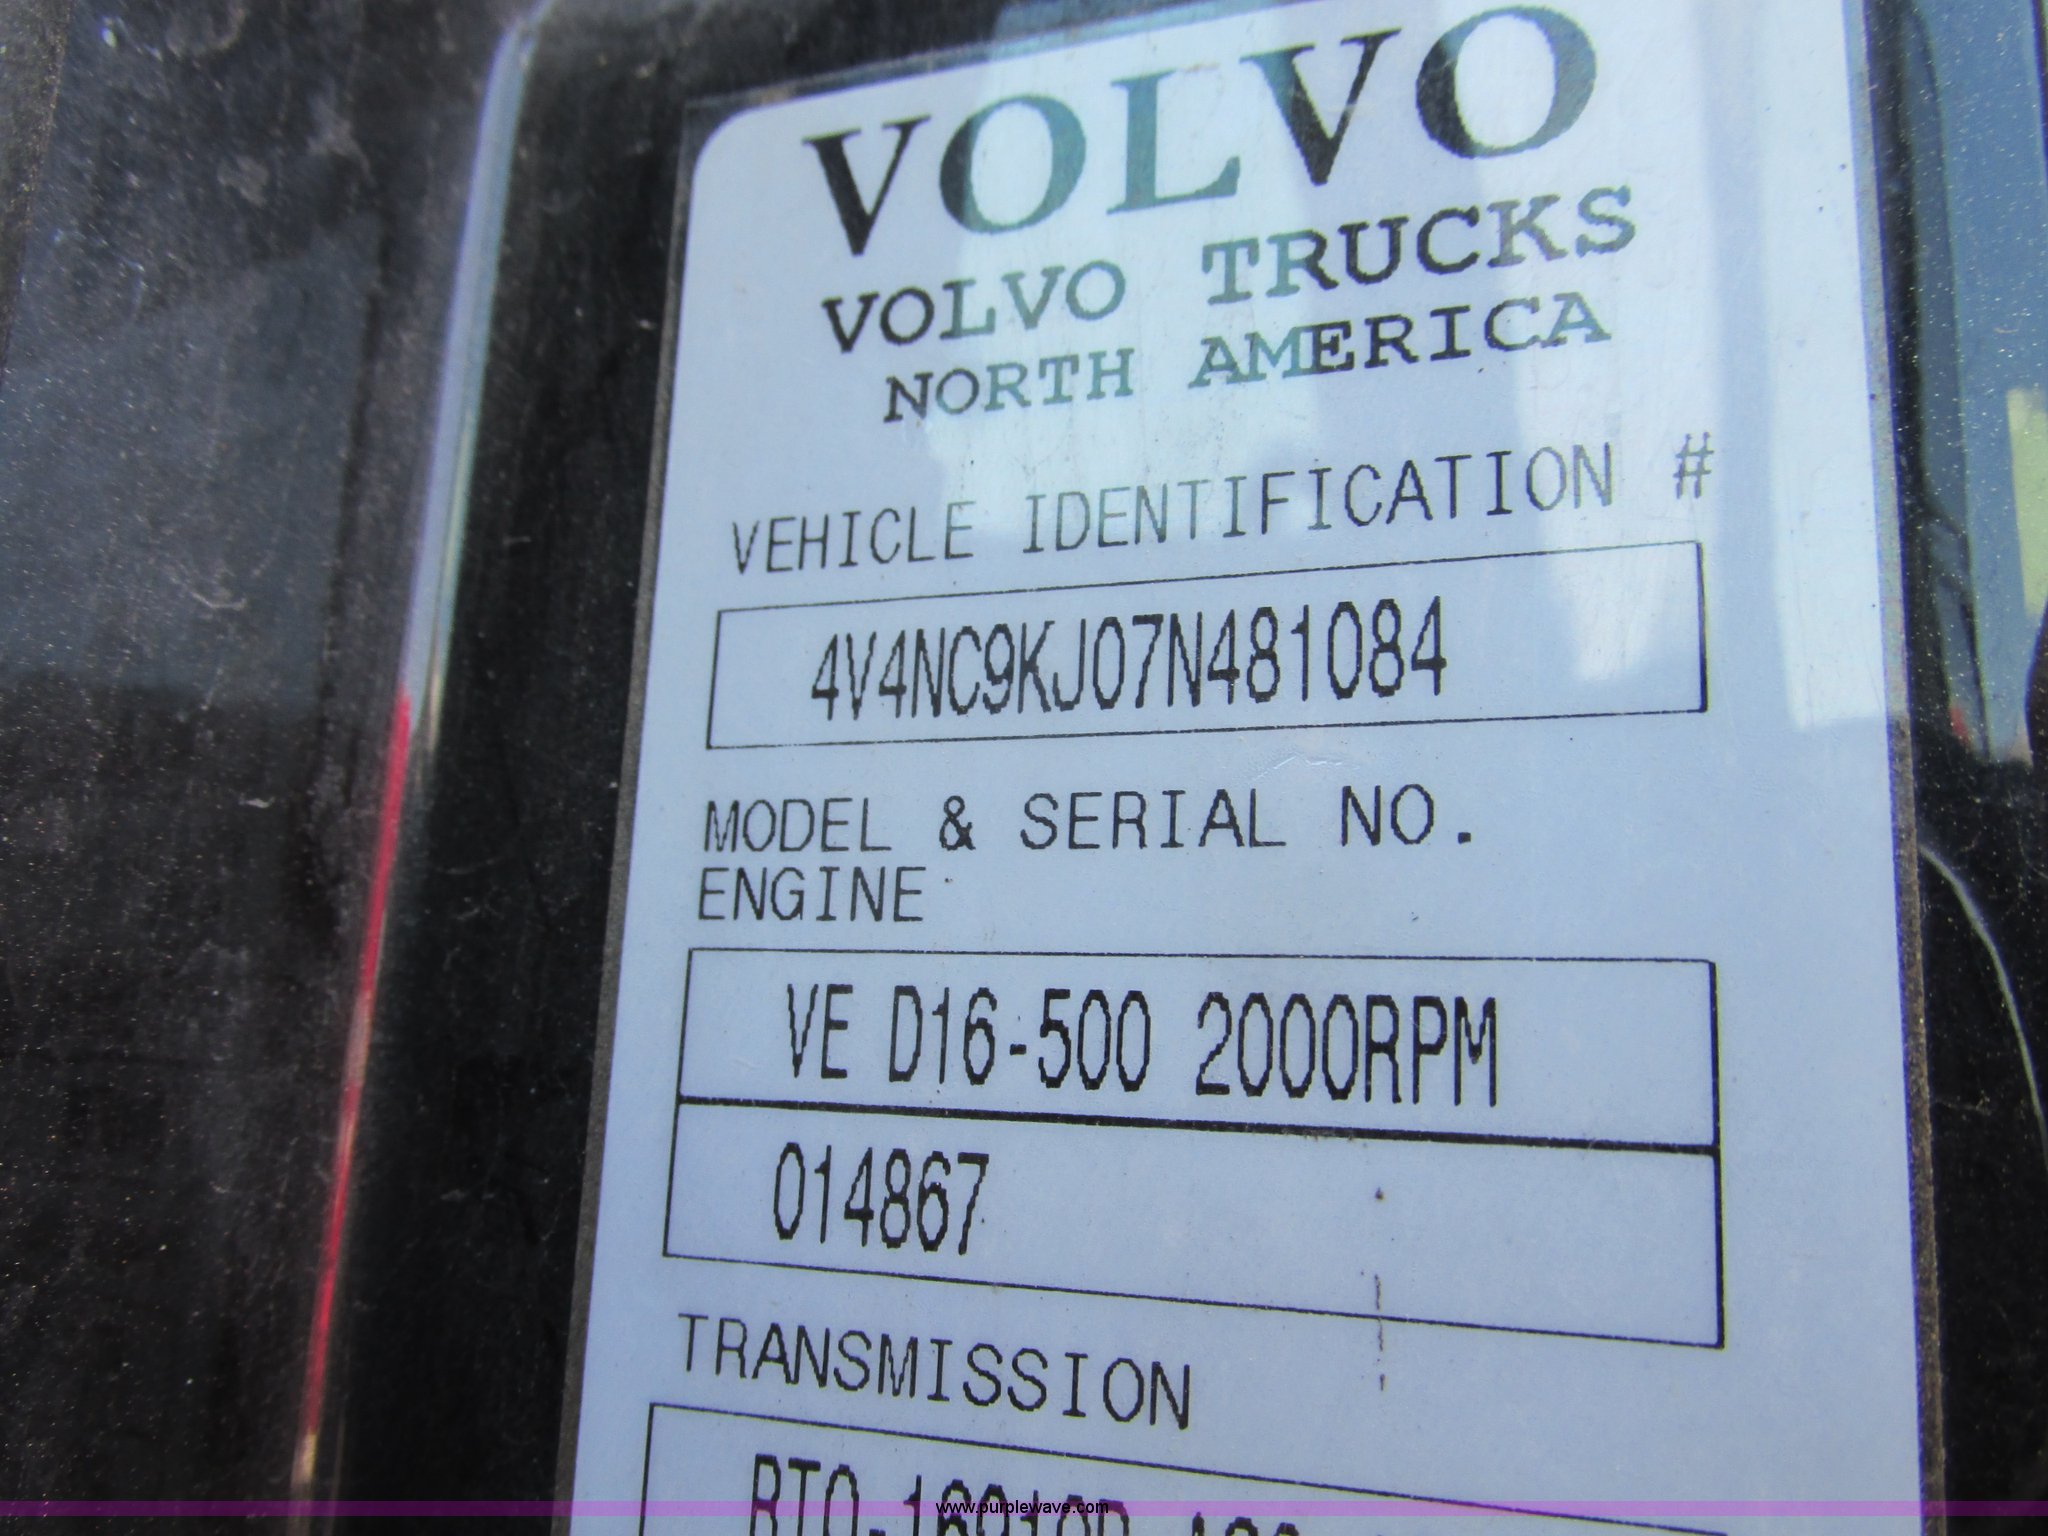 VOLVO
VOLVO TRUCKS
NORTH AMERICA
VEHICLE IDENTIFICATION #
4V4NC9KJ07N481084
MODEL & SERIAL NO.
ENGINE
VE D16-500 2000RPM
014867
TRANSMISSION
www.purplewave.com